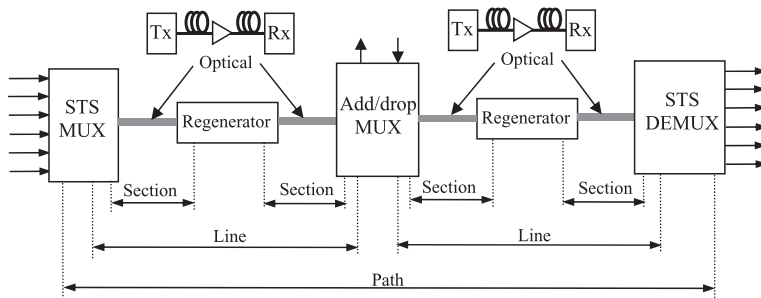 Tx Rx Tx Rx
Optical Optical
STS
MUX
Regenerator
Add/drop
MUX
Regenerator
STS
DEMUX
Section Section Section Section
Line Line
Path